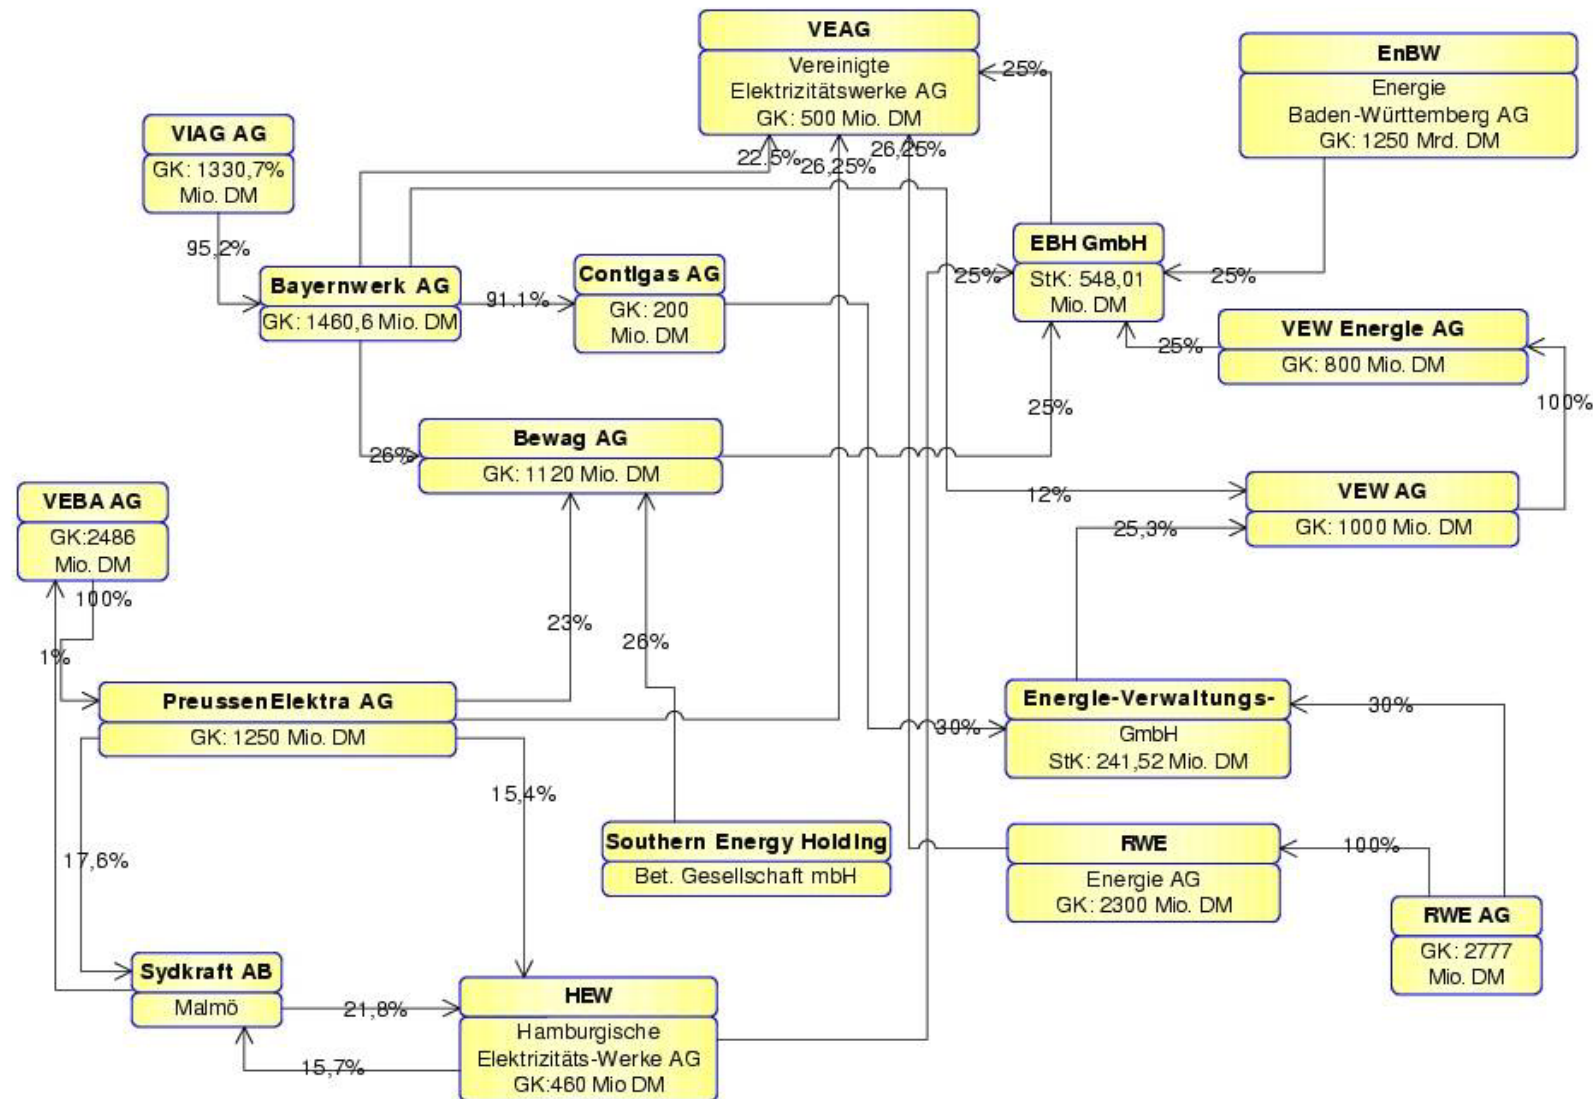 VEAG
Vereinigte
Elektrizitätswerke AG
GK: 500 Mio. DM
EnBW
Energie
Baden-Württemberg AG
GK: 1250 Mrd. DM
25%
VIAG AG
GK: 1330,7%
Mio. DM
22.5%
26,25%
26,25%
95,2%
EBH GmbH
StK: 548,01
Mio. DM
25%
25%
Bayernwerk AG
GK: 1460,6 Mio. DM
91.1%
Contigas AG
GK: 200
Mio. DM
VEW Energie AG
GK: 800 Mio. DM
25%
100%
25%
Bewag AG
GK: 1120 Mio. DM
26%
VEBA AG
GK:2486
Mio. DM
12%
VEW AG
GK: 1000 Mio. DM
25,3%
100%
1%
23%
26%
PreussenElektra AG
GK: 1250 Mio. DM
Energie-Verwaltungs-
GmbH
StK: 241,52 Mio. DM
30%
30%
15,4%
17,6%
Southern Energy Holding
Bet. Gesellschaft mbH
RWE
Energie AG
GK: 2300 Mio. DM
100%
RWE AG
GK: 2777
Mio. DM
Sydkraft AB
Malmö
21,8%
15,7%
HEW
Hamburgische
Elektrizitäts-Werke AG
GK:460 Mio DM